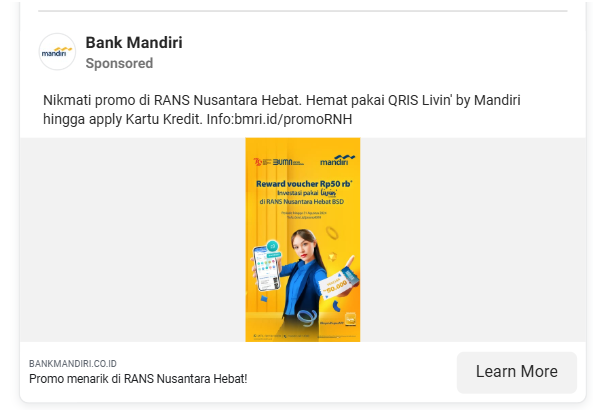 mandiri
Bank Mandiri
Sponsored
Nikmati promo di RANS Nusantara Hebat. Hemat pakai QRIS Livin' by Mandiri
hingga apply Kartu Kredit. Info:bmri.id/promoRNH
BUMN mandiri
Reward voucher Rp50 rb*
Investasi pakai livin'
di RANS Nusantara Hebat BSD
BANKMANDIRI.CO.ID
Promo menarik di RANS Nusantara Hebat!
Learn More